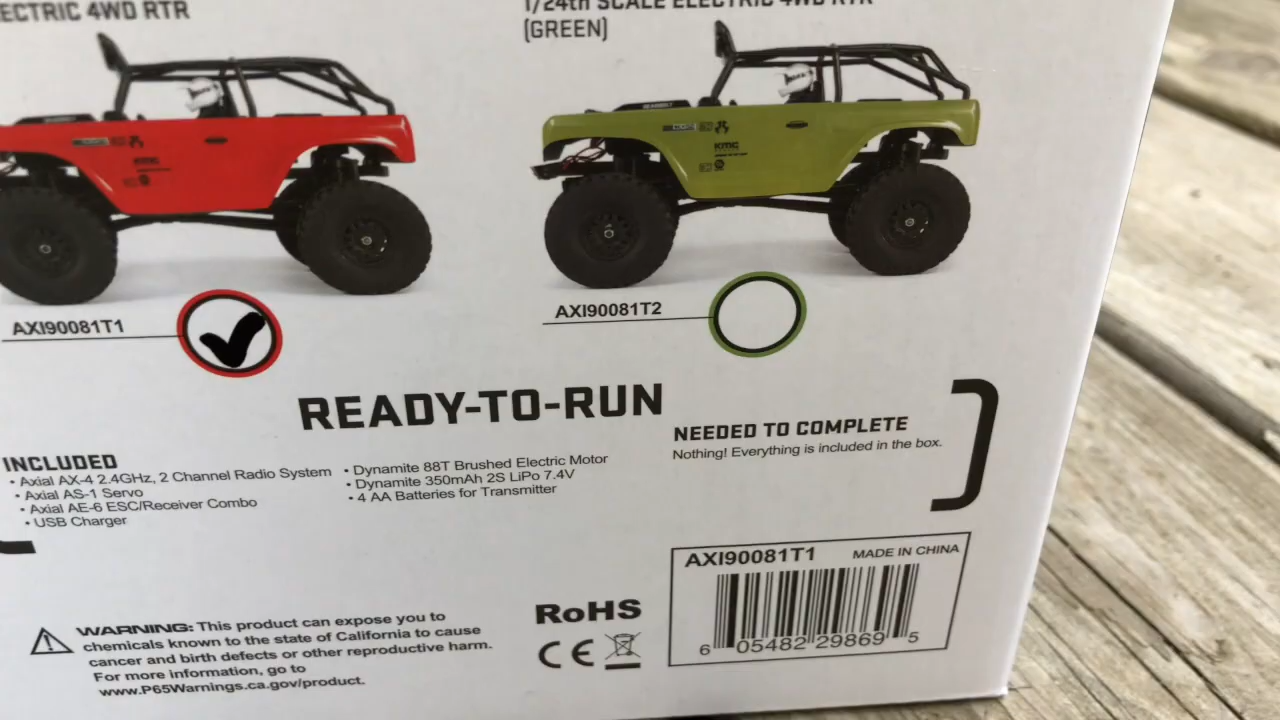 ECTRIC 4WD RTR
1/24th SCALE ELECTRIC 4WD RTR
(GREEN)
KMC
KMC
AXI90081T1
AXI90081T2
READY-TO-RUN
INCLUDED
• Axial AX-4 2.4GHz, 2 Channel Radio System
• Axial AS-1 Servo
• Axial AE-6 ESC/Receiver Combo
• USB Charger
• Dynamite 88T Brushed Electric Motor
• Dynamite 350mAh 2S LiPo 7.4V
• 4 AA Batteries for Transmitter
NEEDED TO COMPLETE
Nothing! Everything is included in the box.
WARNING: This product can expose you to
chemicals known to the state of California to cause
cancer and birth defects or other reproductive harm.
For more information, go to
www.P65Warnings.ca.gov/product.
RoHS
CE
AXI90081T1 MADE IN CHINA
6 05482 29869 5